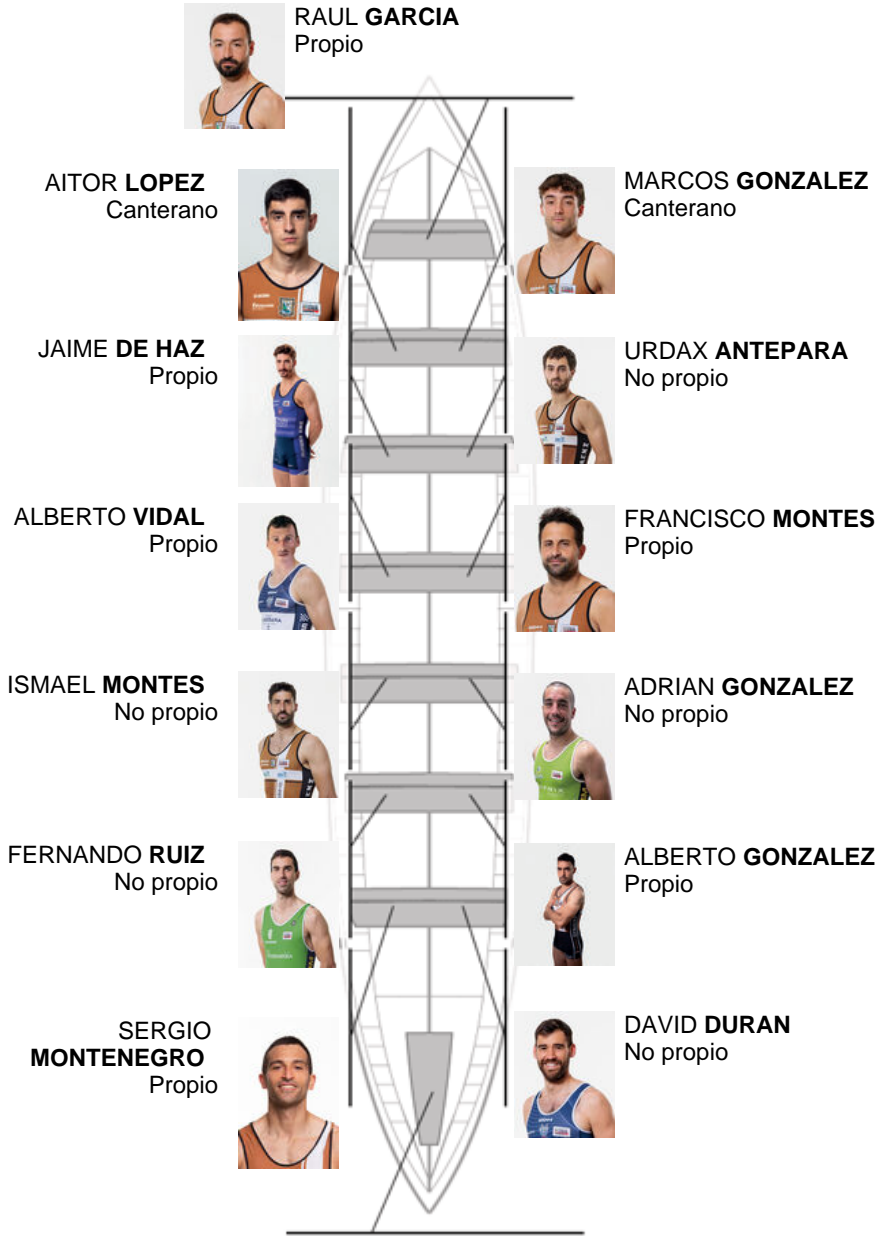 RAUL GARCIA
Propio
AITOR LOPEZ
Canterano
MARCOS GONZALEZ
Canterano
JAIME DE HAZ
Propio
URDAX ANTEPARA
No propio
ALBERTO VIDAL
Propio
FRANCISCO MONTES
Propio
ISMAEL MONTES
No propio
ADRIAN GONZALEZ
No propio
FERNANDO RUIZ
No propio
ALBERTO GONZALEZ
Propio
SERGIO
MONTENEGRO
Propio
DAVID DURAN
No propio